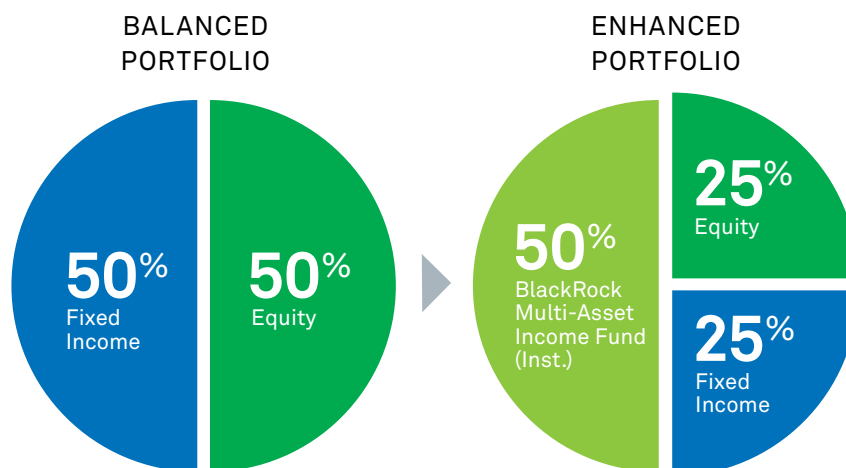 BALANCED
PORTFOLIO
50%
Fixed
Income
50%
Equity
ENHANCED
PORTFOLIO
50%
BlackRock
Multi-Asset
Income Fund
(Inst.)
25%
Equity
25%
Fixed
Income